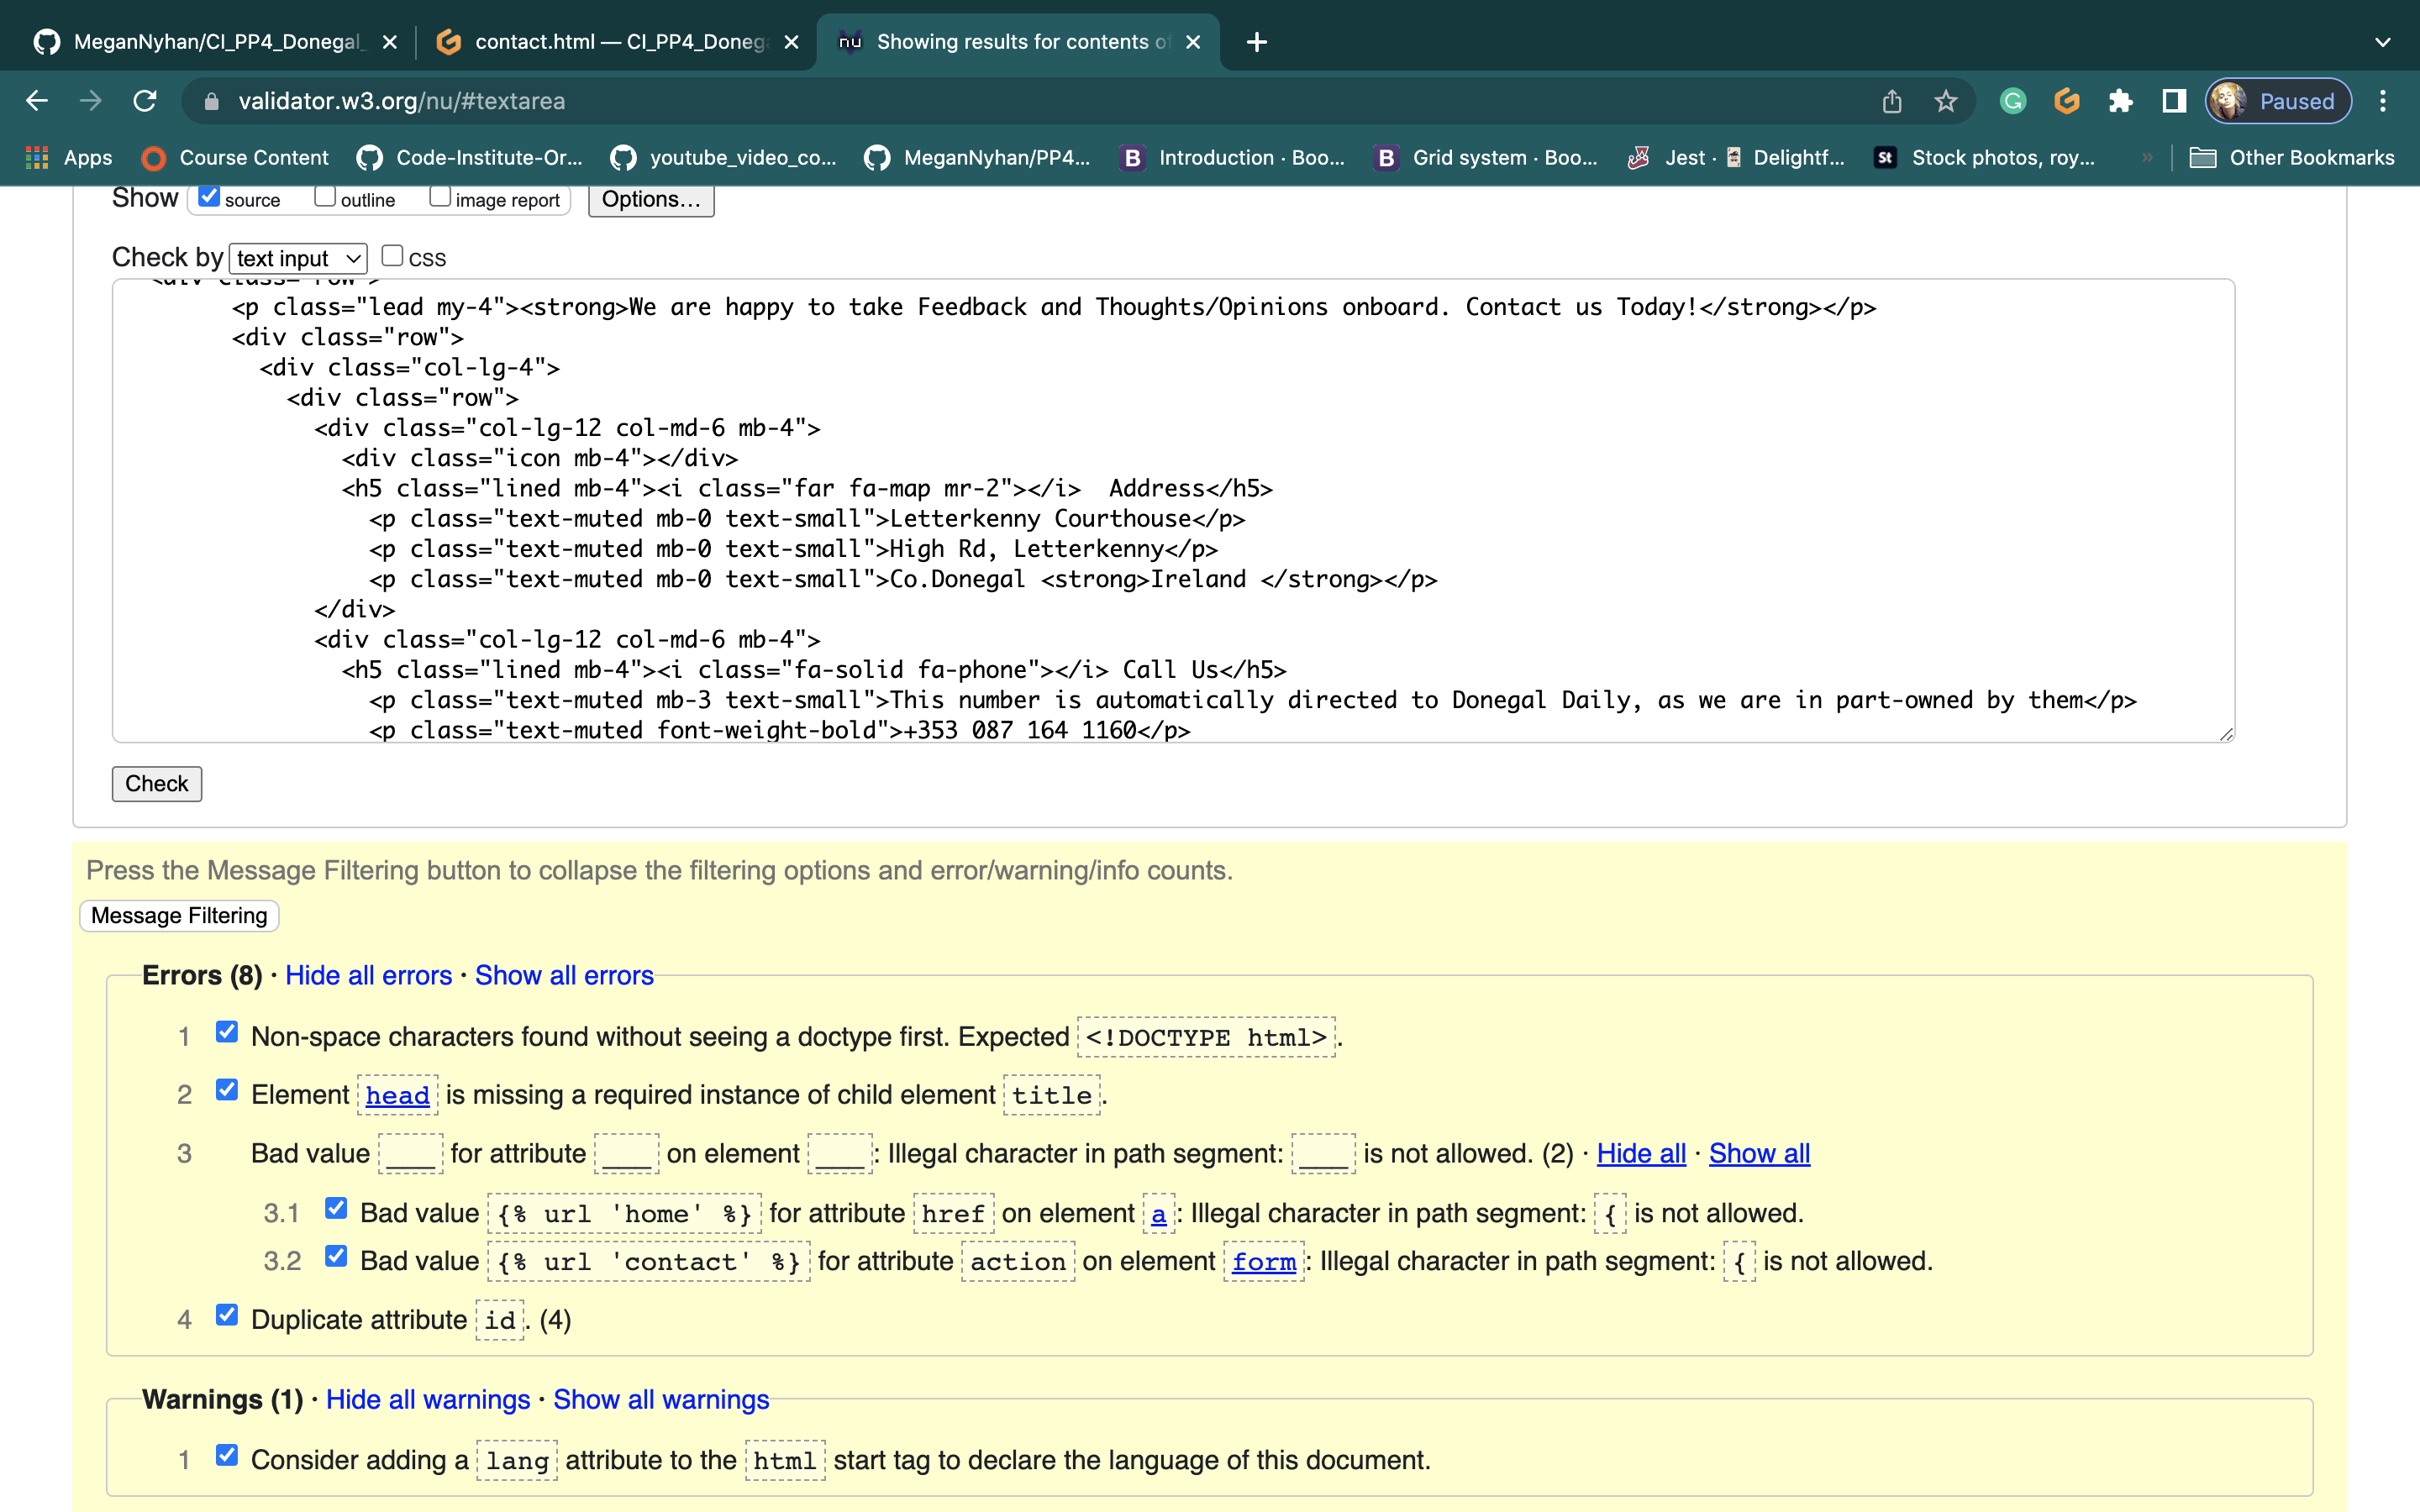 MeganNyhan/CI_PP4_Donegal_
contact.html — CI_PP4_Doneg
Showing results for contents of
validator.w3.org/nu/#textarea
Paused
Apps
Course Content
Code-Institute-Or...
youtube_video_co...
MeganNyhan/PP4...
Introduction · Boo...
Grid system · Boo...
Jest · Delightf...
Stock photos, roy...
Other Bookmarks
Show source outline image report Options...
Check by text input CSS
<div class="row">
<p class="lead my-4"><strong>We are happy to take Feedback and Thoughts/Opinions onboard. Contact us Today!</strong></p>
<div class="row">
<div class="col-lg-4">
<div class="row">
<div class="col-lg-12 col-md-6 mb-4">
<div class="icon mb-4"></div>
<h5 class="lined mb-4"><i class="far fa-map mr-2"></i>  Address</h5>
<p class="text-muted mb-0 text-small">Letterkenny Courthouse</p>
<p class="text-muted mb-0 text-small">High Rd, Letterkenny</p>
<p class="text-muted mb-0 text-small">Co.Donegal <strong>Ireland </strong></p>
</div>
<div class="col-lg-12 col-md-6 mb-4">
<h5 class="lined mb-4"><i class="fa-solid fa-phone"></i> Call Us</h5>
<p class="text-muted mb-3 text-small">This number is automatically directed to Donegal Daily, as we are in part-owned by them</p>
<p class="text-muted font-weight-bold">+353 087 164 1160</p>
Check
Press the Message Filtering button to collapse the filtering options and error/warning/info counts.
Message Filtering
Errors (8) · Hide all errors · Show all errors
1 Non-space characters found without seeing a doctype first. Expected <!DOCTYPE html>.
2 Element head is missing a required instance of child element title.
3 Bad value ____ for attribute ____ on element ____: Illegal character in path segment: ____ is not allowed. (2) · Hide all · Show all
3.1 Bad value {% url 'home' %} for attribute href on element a: Illegal character in path segment: { is not allowed.
3.2 Bad value {% url 'contact' %} for attribute action on element form: Illegal character in path segment: { is not allowed.
4 Duplicate attribute id. (4)
Warnings (1) · Hide all warnings · Show all warnings
1 Consider adding a lang attribute to the html start tag to declare the language of this document.